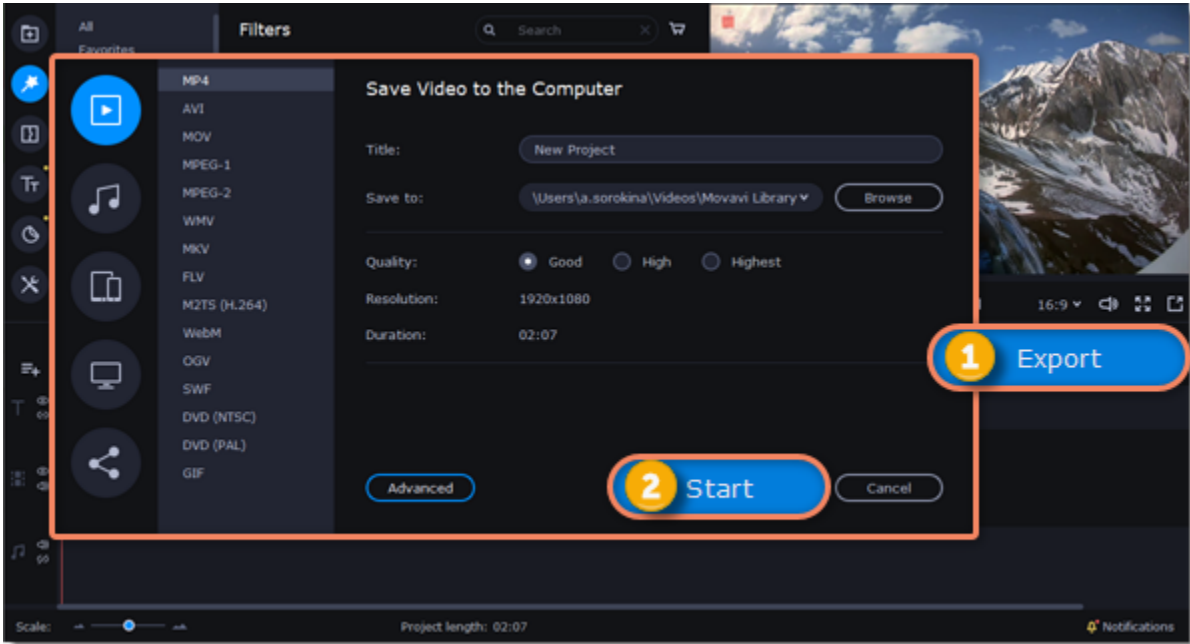 All
Favorites
Filters
Search
Save Video to the Computer
MP4
AVI
MOV
MPEG-1
MPEG-2
WMV
MKV
FLV
M2TS (H.264)
WebM
OGV
SWF
DVD (NTSC)
DVD (PAL)
GIF
Title: New Project
Save to: \Users\a.sorokina\Videos\Movavi Library Browse
Quality: Good High Highest
Resolution: 1920x1080
Duration: 02:07
Advanced 2 Start Cancel
16:9
1 Export
Tт
T
Scale: Project length: 02:07 Notifications